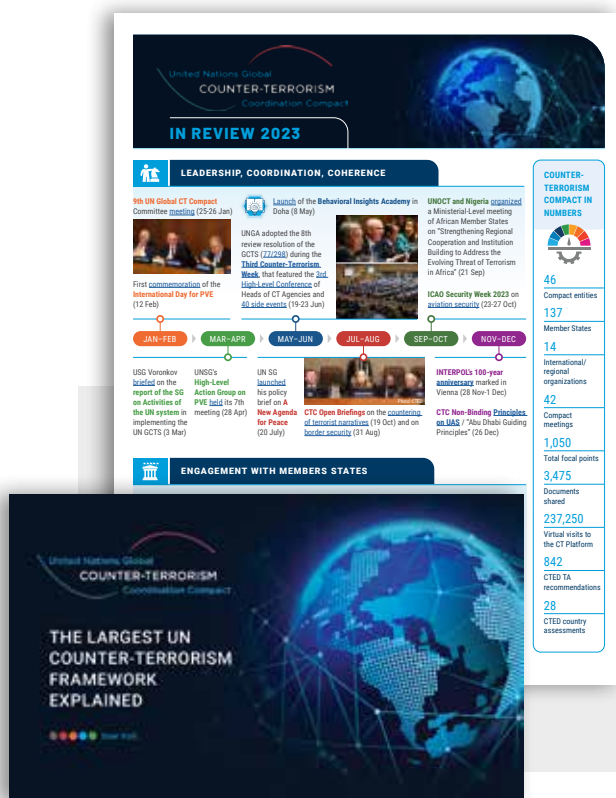 United Nations Global
COUNTER-TERRORISM
Coordination Compact
IN REVIEW 2023
LEADERSHIP, COORDINATION, COHERENCE
9th UN Global CT Compact
Committee meeting (25-26 Jan)
First commemoration of the
International Day for PVE
(12 Feb)
Launch of the Behavioral Insights Academy in
Doha (8 May)
UNGA adopted the 8th
review resolution of the
GCTS (77/298) during the
Third Counter-Terrorism
Week, that featured the 3rd
High-Level Conference of
Heads of CT Agencies and
40 side events (19-23 Jun)
UNOCT and Nigeria organized
a Ministerial-Level meeting
of African Member States
on "Strengthening Regional
Cooperation and Institution
Building to Address the
Evolving Threat of Terrorism
in Africa" (21 Sep)
ICAO Security Week 2023 on
aviation security (23-27 Oct)
JAN–FEB
MAR–APR
MAY–JUN
JUL–AUG
SEP–OCT
NOV–DEC
USG Voronkov
briefed on the
report of the SG
on Activities of
the UN system in
implementing the
UN GCTS (3 Mar)
UNSG's
High-Level
Action Group on
PVE held its 7th
meeting (28 Apr)
UN SG
launched
his policy
brief on A
New Agenda
for Peace
(20 July)
CTC Open Briefings on the countering
of terrorist narratives (19 Oct) and on
border security (31 Aug)
INTERPOL's 100-year
anniversary marked in
Vienna (28 Nov-1 Dec)
CTC Non-Binding Principles
on UAS / "Abu Dhabi Guiding
Principles" (26 Dec)
ENGAGEMENT WITH MEMBERS STATES
COUNTER-
TERRORISM
COMPACT IN
NUMBERS
46
Compact entities
137
Member States
14
International/
regional
organizations
42
Compact
meetings
1,050
Total focal points
3,475
Documents
shared
237,250
Virtual visits to
the CT Platform
842
CTED TA
recommendations
28
CTED country
assessments
United Nations Global
COUNTER-TERRORISM
Coordination Compact
THE LARGEST UN
COUNTER-TERRORISM
FRAMEWORK
EXPLAINED